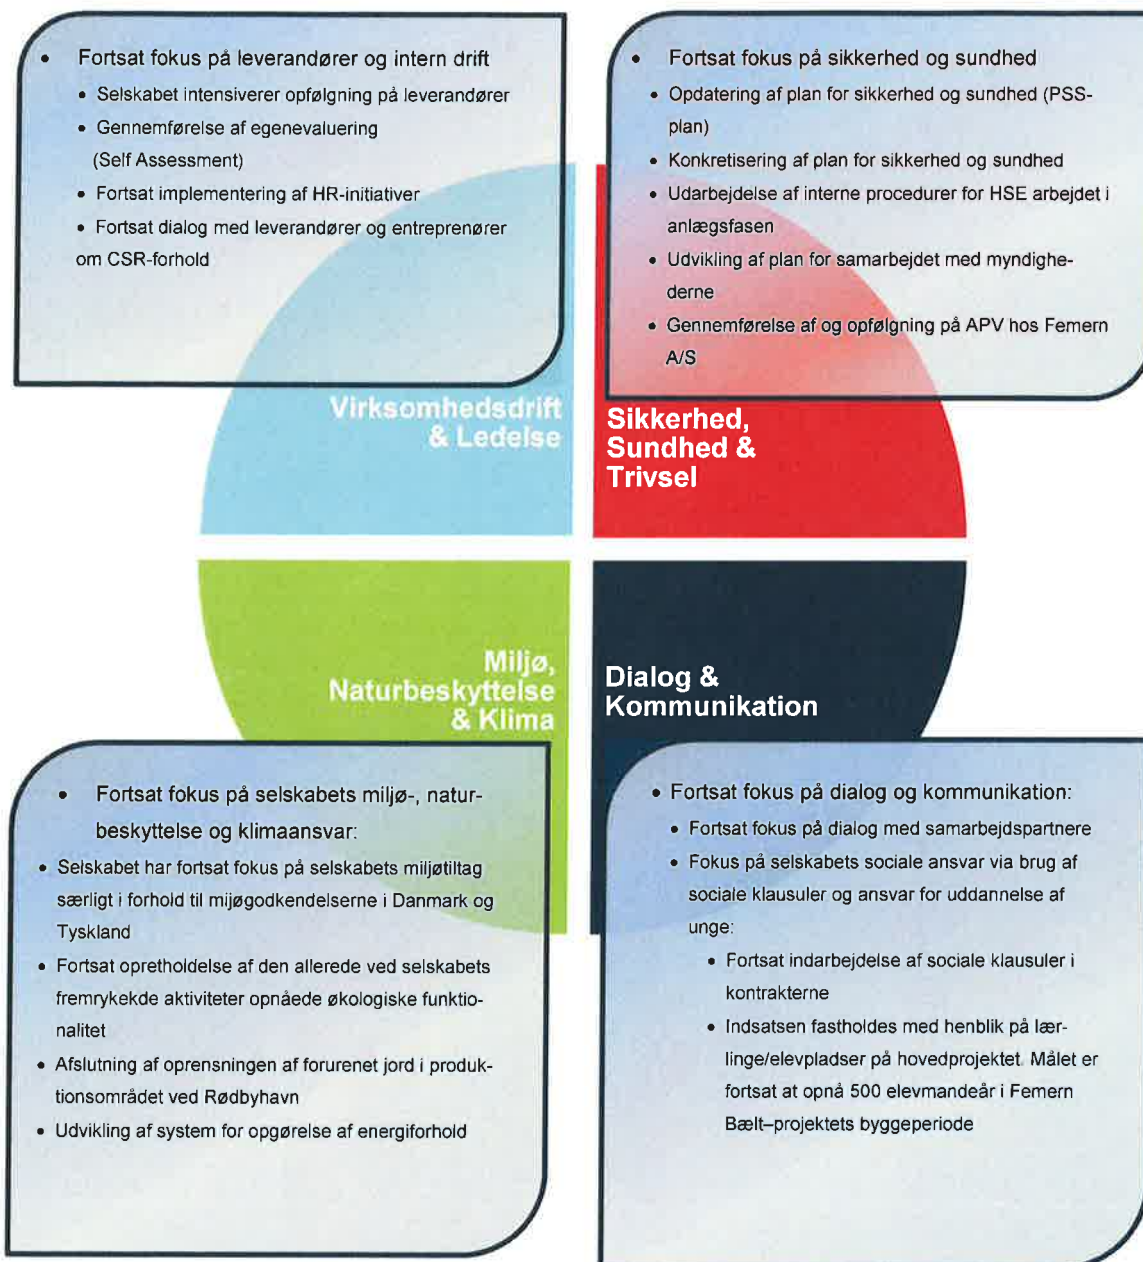 • Fortsat fokus på leverandører og intern drift
• Selskabet intensiverer opfølgning på leverandører
• Gennemførelse af egenevaluering
(Self Assessment)
• Fortsat implementering af HR-initiativer
• Fortsat dialog med leverandører og entreprenører
om CSR-forhold
Virksomhedsdrift
& Ledelse
• Fortsat fokus på sikkerhed og sundhed
• Opdatering af plan for sikkerhed og sundhed (PSS-
plan)
• Konkretisering af plan for sikkerhed og sundhed
• Udarbejdelse af interne procedurer for HSE arbejdet i
anlægsfasen
• Udvikling af plan for samarbejdet med myndighe-
derne
• Gennemførelse af og opfølgning på APV hos Femern
A/S
Sikkerhed,
Sundhed &
Trivsel
Miljø,
Naturbeskyttelse
& Klima
• Fortsat fokus på selskabets miljø-, natur-
beskyttelse og klimaansvar:
• Selskabet har fortsat fokus på selskabets miljøtiltag
særligt i forhold til mijøgodkendelserne i Danmark og
Tyskland
• Fortsat opretholdelse af den allerede ved selskabets
fremrykekde aktiviteter opnåede økologiske funktio-
nalitet
• Afslutning af oprensningen af forurenet jord i produk-
tionsområdet ved Rødbyhavn
• Udvikling af system for opgørelse af energiforhold
Dialog &
Kommunikation
• Fortsat fokus på dialog og kommunikation:
• Fortsat fokus på dialog med samarbejdspartnere
• Fokus på selskabets sociale ansvar via brug af
sociale klausuler og ansvar for uddannelse af
unge:
• Fortsat indarbejdelse af sociale klausuler i
kontrakterne
• Indsatsen fastholdes med henblik på lær-
linge/elevpladser på hovedprojektet. Målet er
fortsat at opnå 500 elevmandeår i Femern
Bælt–projektets byggeperiode